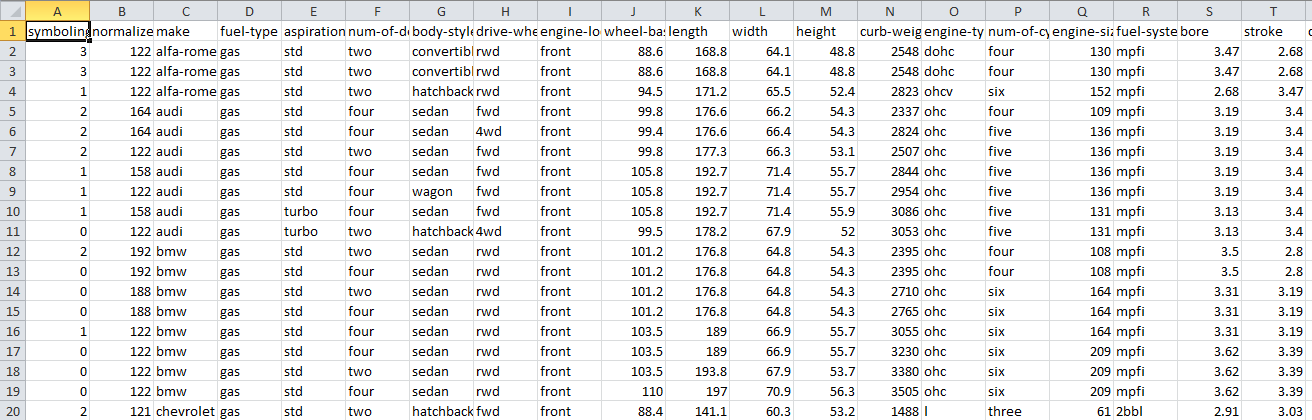 A B C D E F G H I J K L M N O P Q R S T
1 symboling normalize make fuel-type aspiration num-of-do body-style drive-whe engine-lo wheel-bas length width height curb-weig engine-ty num-of-cy engine-siz fuel-syste bore stroke
2 3 122 alfa-rome gas std two convertibl rwd front 88.6 168.8 64.1 48.8 2548 dohc four 130 mpfi 3.47 2.68
3 3 122 alfa-rome gas std two convertibl rwd front 88.6 168.8 64.1 48.8 2548 dohc four 130 mpfi 3.47 2.68
4 1 122 alfa-rome gas std two hatchback rwd front 94.5 171.2 65.5 52.4 2823 ohcv six 152 mpfi 2.68 3.47
5 2 164 audi gas std four sedan fwd front 99.8 176.6 66.2 54.3 2337 ohc four 109 mpfi 3.19 3.4
6 2 164 audi gas std four sedan 4wd front 99.4 176.6 66.4 54.3 2824 ohc five 136 mpfi 3.19 3.4
7 2 122 audi gas std two sedan fwd front 99.8 177.3 66.3 53.1 2507 ohc five 136 mpfi 3.19 3.4
8 1 158 audi gas std four sedan fwd front 105.8 192.7 71.4 55.7 2844 ohc five 136 mpfi 3.19 3.4
9 1 122 audi gas std four wagon fwd front 105.8 192.7 71.4 55.7 2954 ohc five 136 mpfi 3.19 3.4
10 1 158 audi gas turbo four sedan fwd front 105.8 192.7 71.4 55.9 3086 ohc five 131 mpfi 3.13 3.4
11 0 122 audi gas turbo two hatchback 4wd front 99.5 178.2 67.9 52 3053 ohc five 131 mpfi 3.13 3.4
12 2 192 bmw gas std two sedan rwd front 101.2 176.8 64.8 54.3 2395 ohc four 108 mpfi 3.5 2.8
13 0 192 bmw gas std four sedan rwd front 101.2 176.8 64.8 54.3 2395 ohc four 108 mpfi 3.5 2.8
14 0 188 bmw gas std two sedan rwd front 101.2 176.8 64.8 54.3 2710 ohc six 164 mpfi 3.31 3.19
15 0 188 bmw gas std four sedan rwd front 101.2 176.8 64.8 54.3 2765 ohc six 164 mpfi 3.31 3.19
16 1 122 bmw gas std four sedan rwd front 103.5 189 66.9 55.7 3055 ohc six 164 mpfi 3.31 3.19
17 0 122 bmw gas std four sedan rwd front 103.5 189 66.9 55.7 3230 ohc six 209 mpfi 3.62 3.39
18 0 122 bmw gas std two sedan rwd front 103.5 193.8 67.9 53.7 3380 ohc six 209 mpfi 3.62 3.39
19 0 122 bmw gas std four sedan rwd front 110 197 70.9 56.3 3505 ohc six 209 mpfi 3.62 3.39
20 2 121 chevrolet gas std two hatchback fwd front 88.4 141.1 60.3 53.2 1488 l three 61 2bbl 2.91 3.03